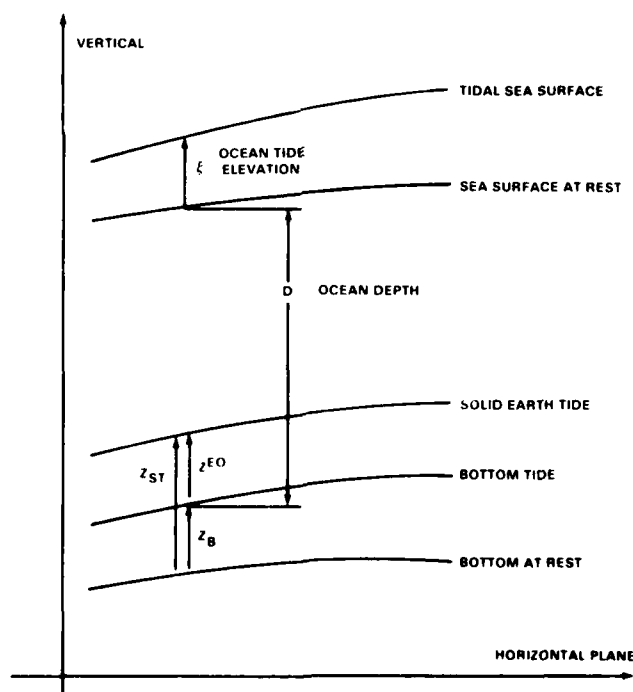 VERTICAL
TIDAL SEA SURFACE
ξ OCEAN TIDE
ELEVATION
SEA SURFACE AT REST
D OCEAN DEPTH
SOLID EARTH TIDE
Z_ST z^EO
BOTTOM TIDE
Z_B
BOTTOM AT REST
HORIZONTAL PLANE